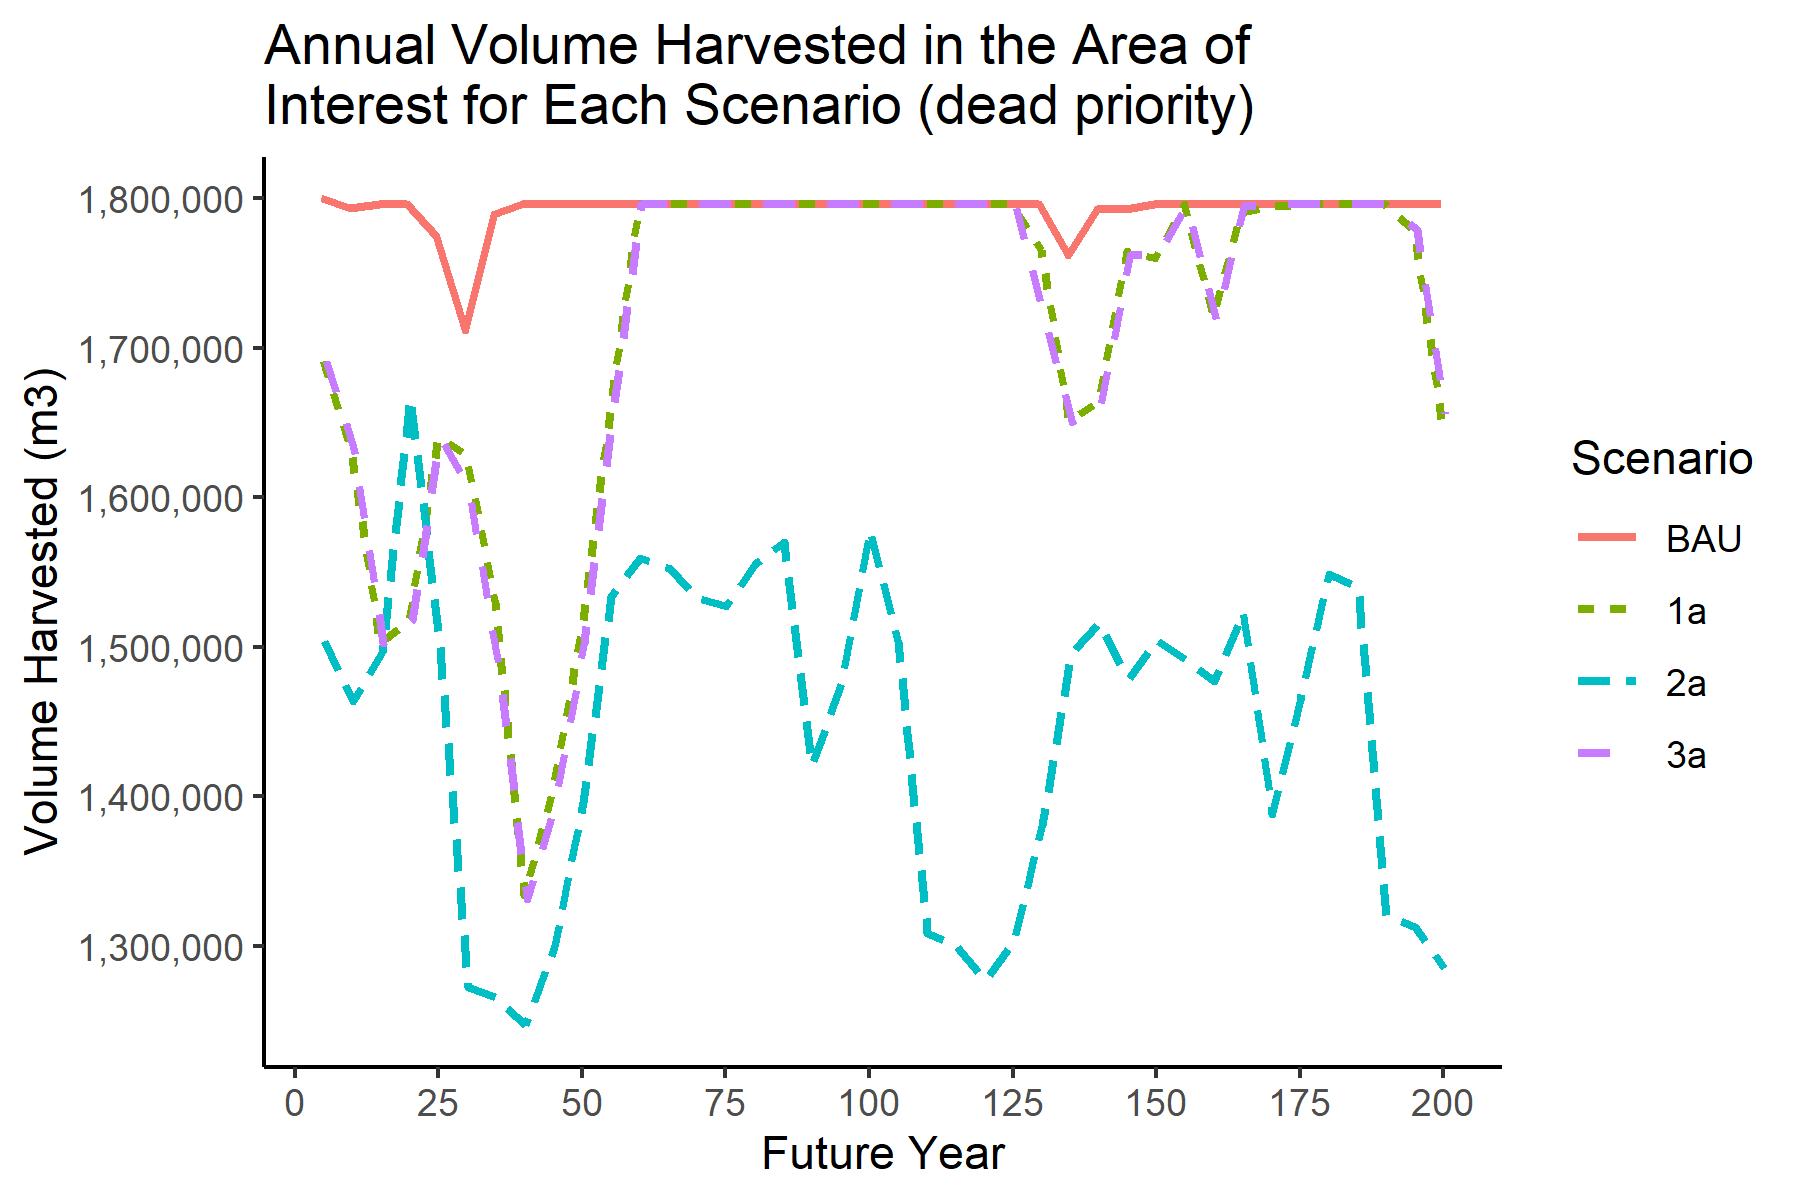 Annual Volume Harvested in the Area of
Interest for Each Scenario (dead priority)
Volume Harvested (m3)
1,800,000
1,700,000
1,600,000
1,500,000
1,400,000
1,300,000
0 25 50 75 100 125 150 175 200
Future Year
Scenario
BAU
1a
2a
3a